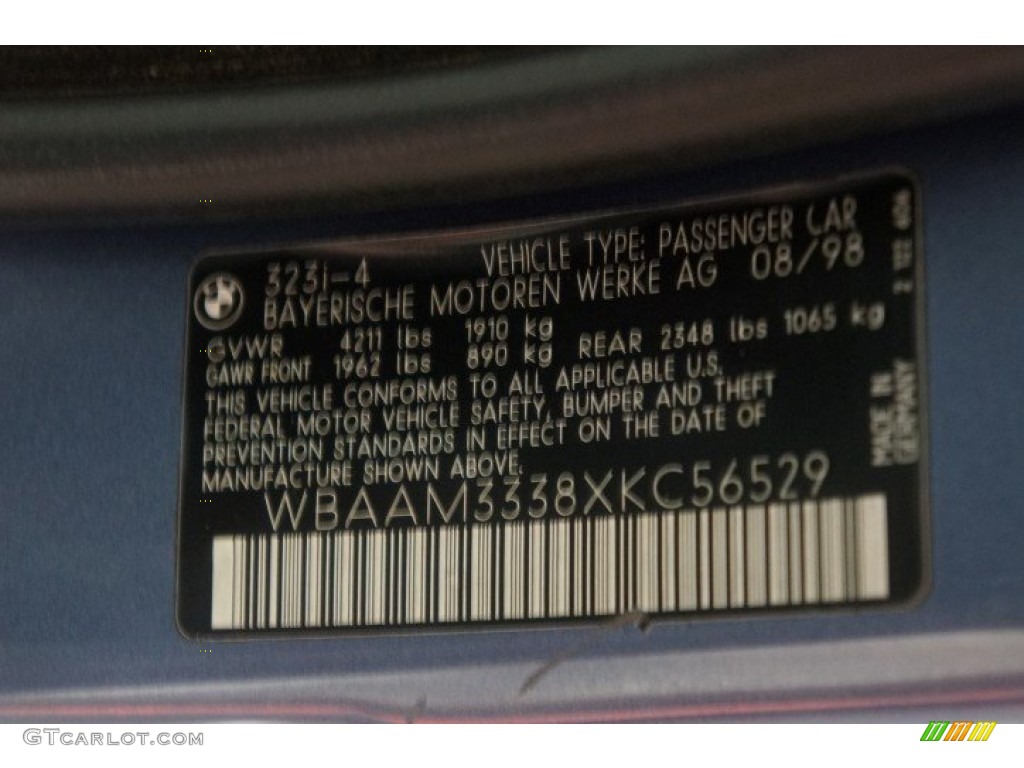 323i-4 VEHICLE TYPE: PASSENGER CAR
BAYERISCHE MOTOREN WERKE AG 08/98
GVWR 4211 lbs 1910 kg
GAWR FRONT 1962 lbs 890 kg REAR 2348 lbs 1065 kg
THIS VEHICLE CONFORMS TO ALL APPLICABLE U.S.
FEDERAL MOTOR VEHICLE SAFETY, BUMPER AND THEFT
PREVENTION STANDARDS IN EFFECT ON THE DATE OF
MANUFACTURE SHOWN ABOVE.
WBAAM3338XKC56529
MADE IN
GERMANY
GTCARLOT.COM